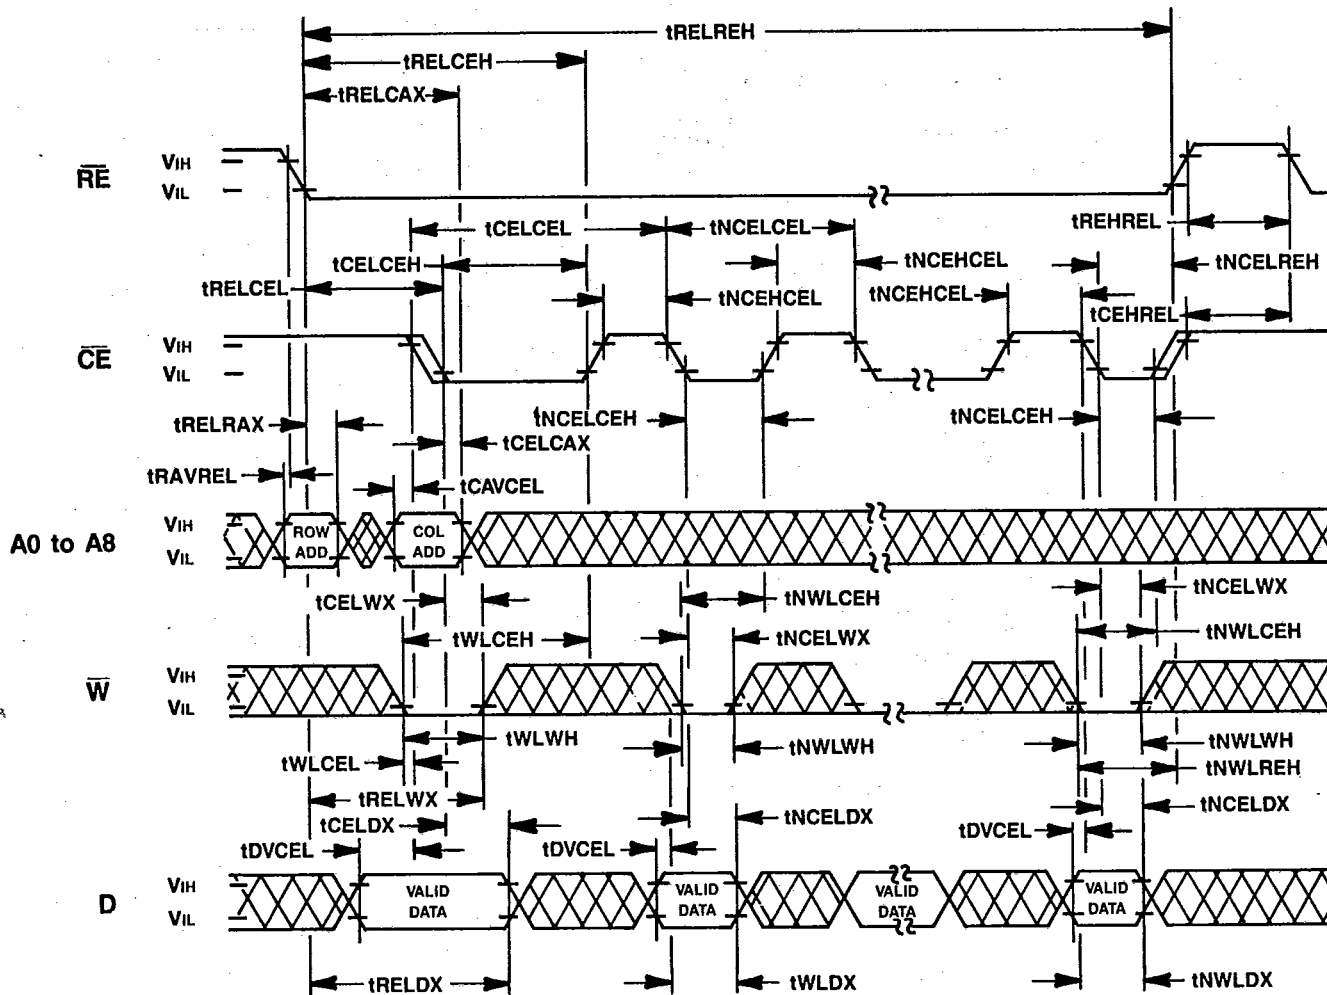 tRELREH
tRELCEH
tRELCAX
RE
VIH
VIL
tCELCEL
tNCELCEL
tREHREL
tCELCEH
tNCEHCEL
tNCELREH
tRELCEL
tNCEHCEL
tNCEHCEL
tCEHREL
CE
VIH
VIL
tRELRAX
tNCELCEH
tNCELCEH
tCELCAX
tRAVREL
tCAVCEL
A0 to A8
VIH
VIL
ROW ADD
COL ADD
tCELWX
tNWLCEH
tNCELWX
tWLCEH
tNCELWX
tNWLCEH
W
VIH
VIL
tWLWH
tNWLWH
tNWLWH
tWLCEL
tNWLREH
tRELWX
tNCELDX
tCELDX
tNCELDX
tDVCEL
tDVCEL
tDVCEL
D
VIH
VIL
VALID DATA
VALID DATA
VALID DATA
VALID DATA
tRELDX
tWLDX
tNWLDX